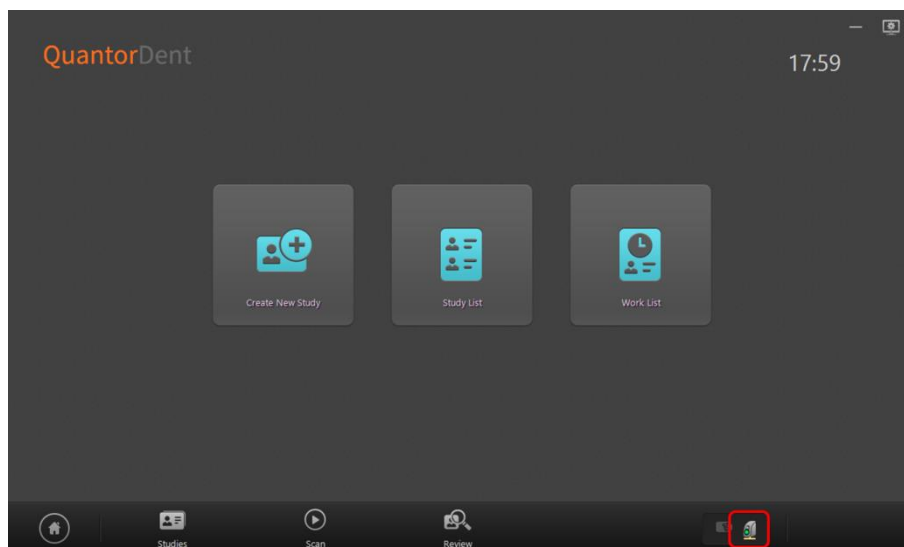 QuantorDent
17:59
Create New Study
Study List
Work List
Studies
Scan
Review